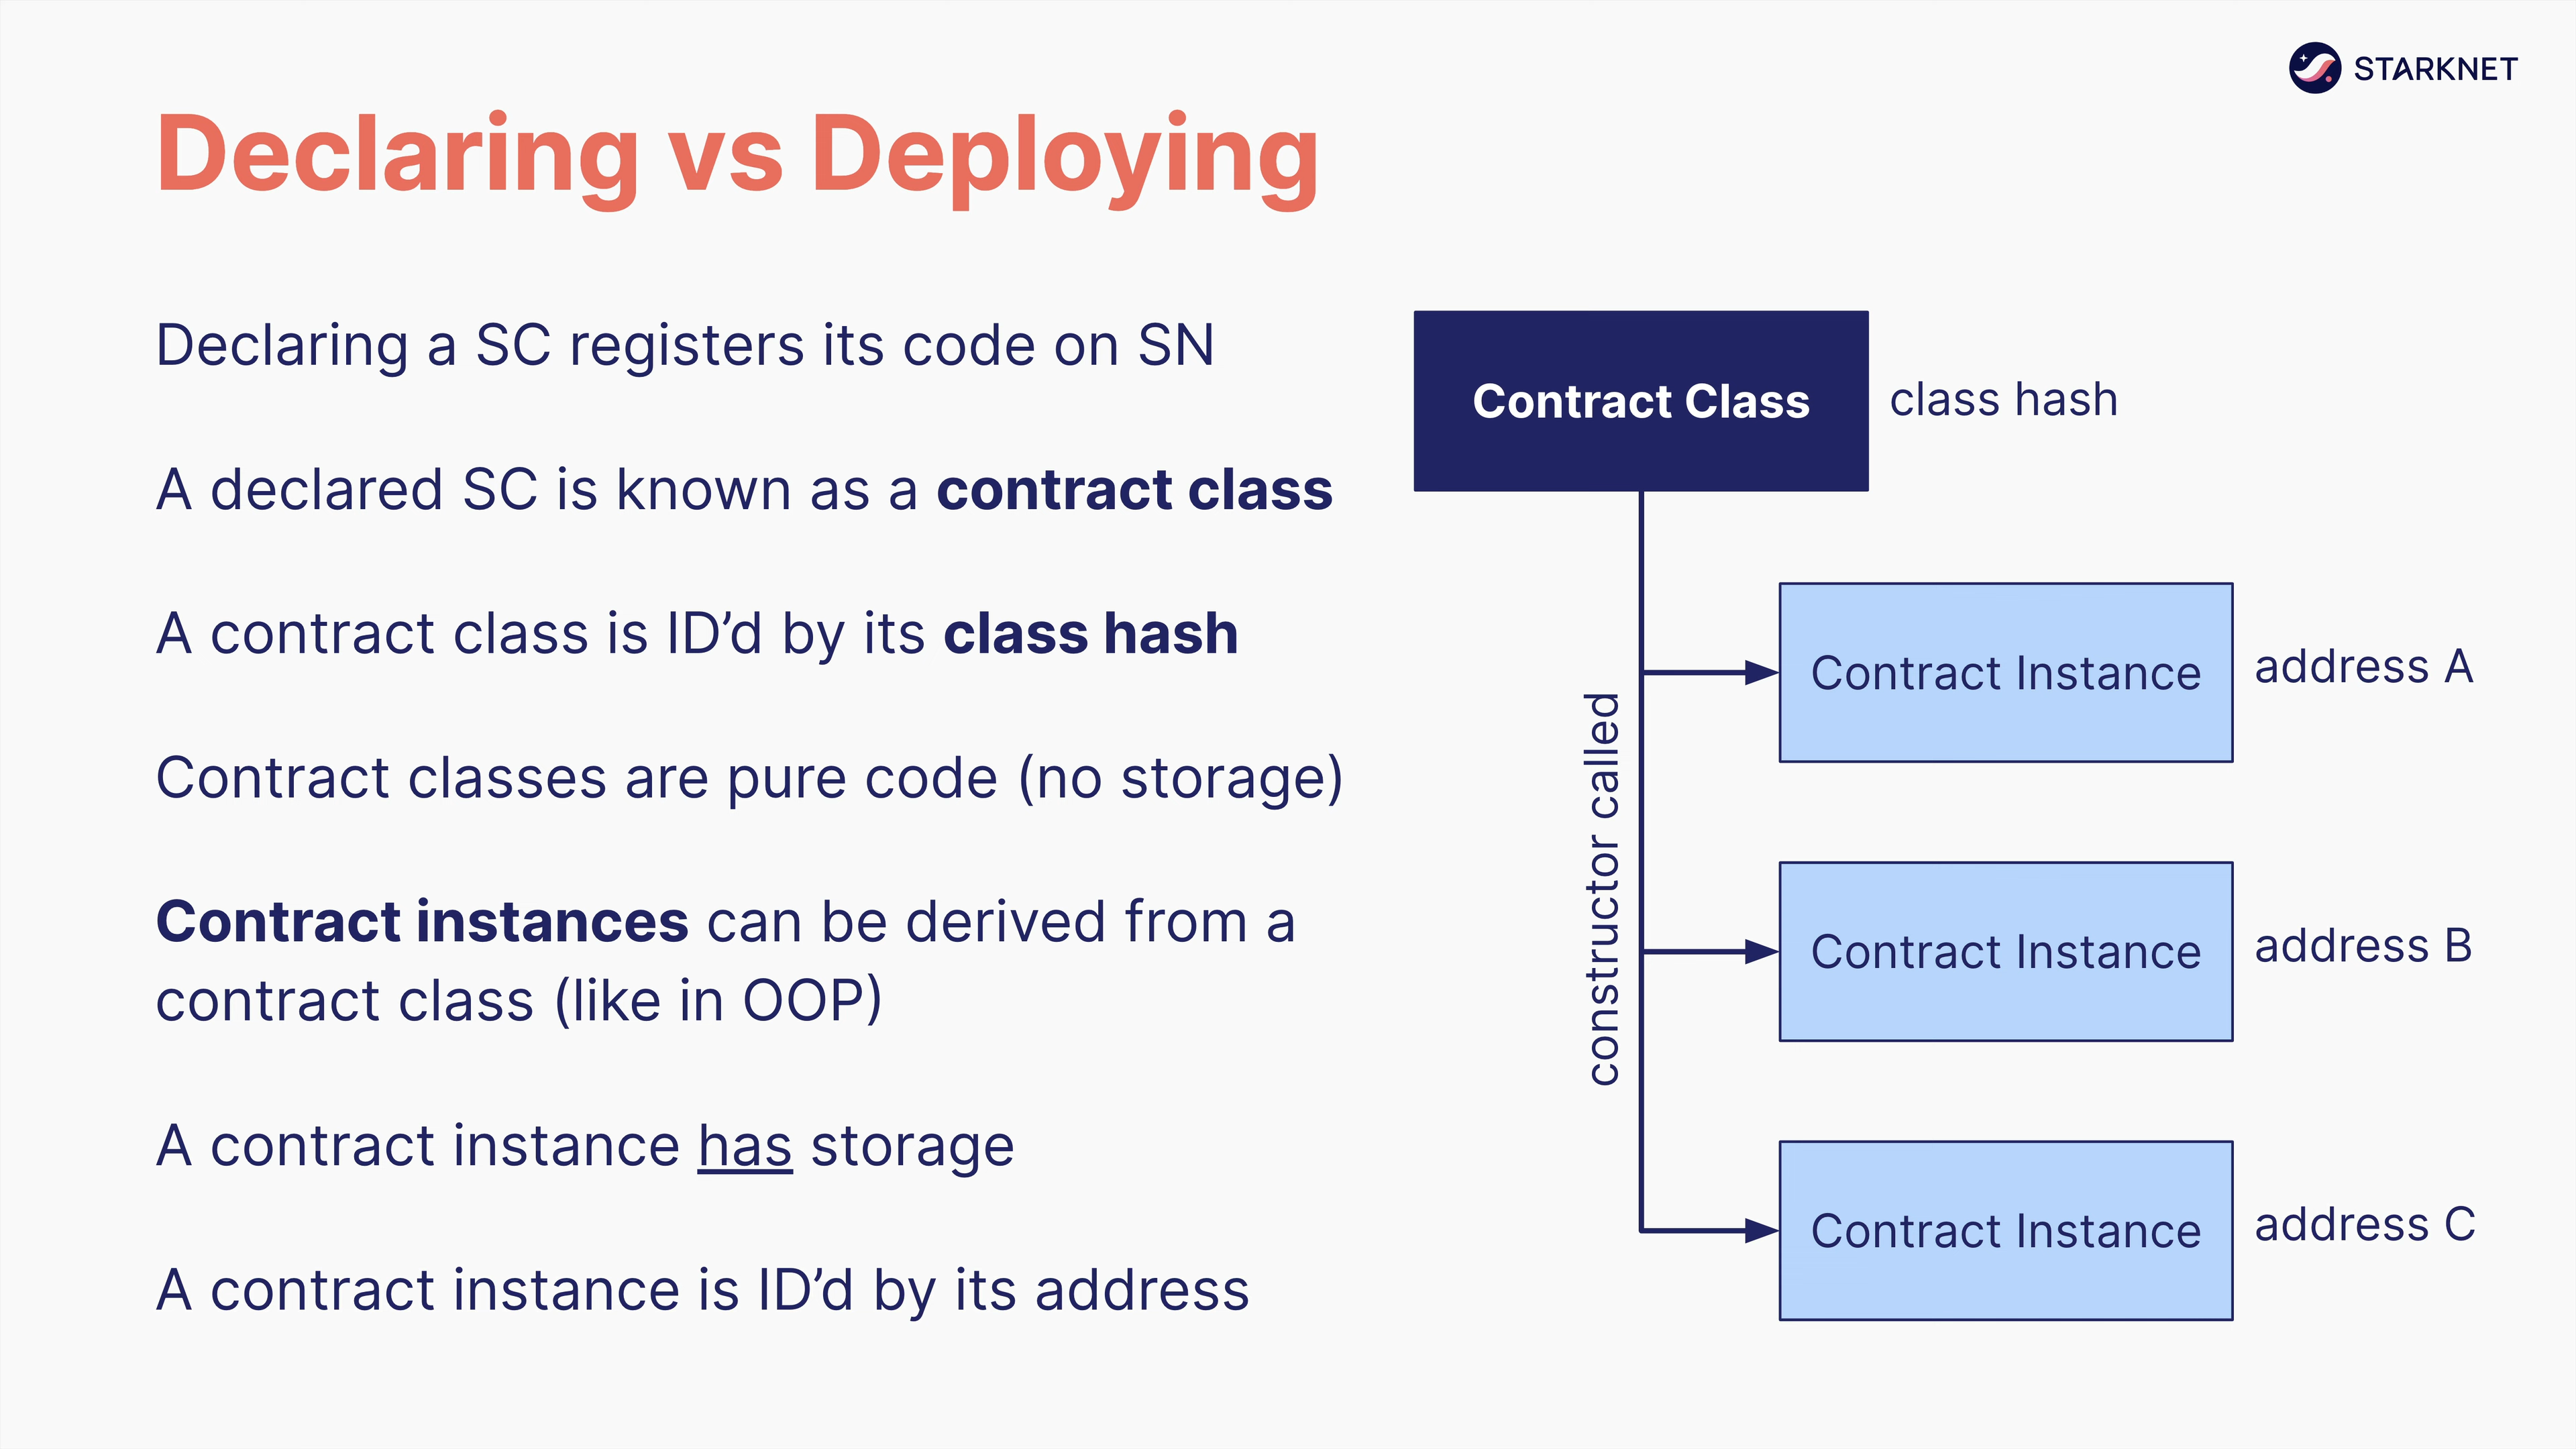 STARKNET
Declaring vs Deploying
Declaring a SC registers its code on SN
A declared SC is known as a contract class
A contract class is ID’d by its class hash
Contract classes are pure code (no storage)
Contract instances can be derived from a
contract class (like in OOP)
A contract instance has storage
A contract instance is ID’d by its address
Contract Class
class hash
constructor called
Contract Instance
address A
Contract Instance
address B
Contract Instance
address C